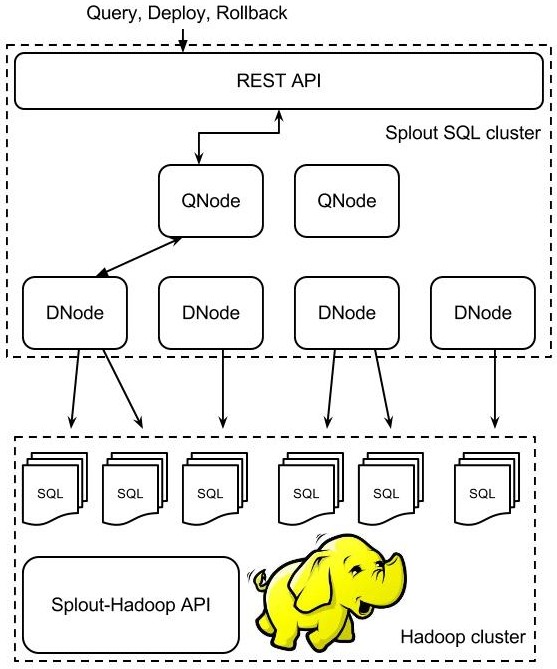 Query, Deploy, Rollback
REST API
Splout SQL cluster
QNode QNode
DNode DNode DNode DNode
SQL SQL SQL SQL SQL SQL
Splout-Hadoop API
Hadoop cluster